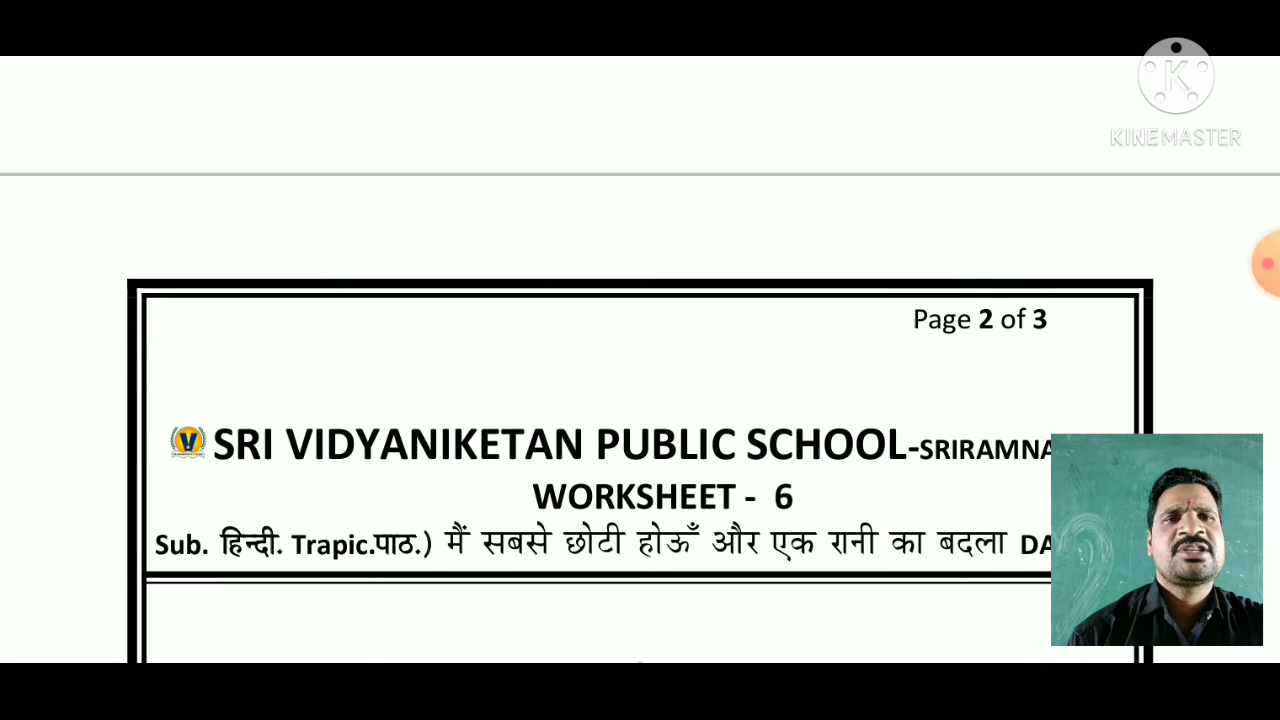 KINEMASTER
Page 2 of 3
SRI VIDYANIKETAN PUBLIC SCHOOL-SRIRAMNA
WORKSHEET - 6
Sub. हिन्दी. Trapic.पाठ.) मैं सबसे छोटी होऊँ और एक रानी का बदला DA